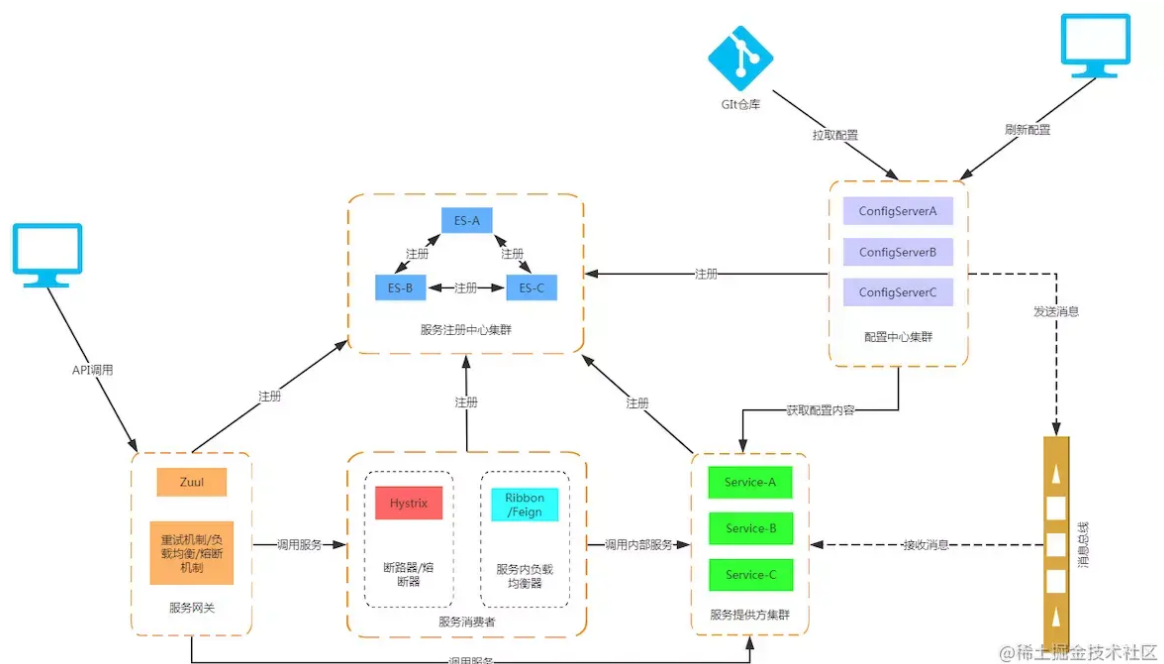 GIt仓库
拉取配置
刷新配置
ConfigServerA
ConfigServerB
ConfigServerC
配置中心集群
ES-A
注册
注册
ES-B
注册
ES-C
服务注册中心集群
注册
发送消息
API调用
注册
注册
注册
获取配置内容
Zuul
重试机制/负
载均衡/熔断
机制
服务网关
调用服务
Hystrix
断路器/熔
断器
Ribbon
/Feign
服务内负载
均衡器
服务消费者
调用内部服务
Service-A
Service-B
Service-C
服务提供方集群
接收消息
消息总线
调用服务
@稀土掘金技术社区